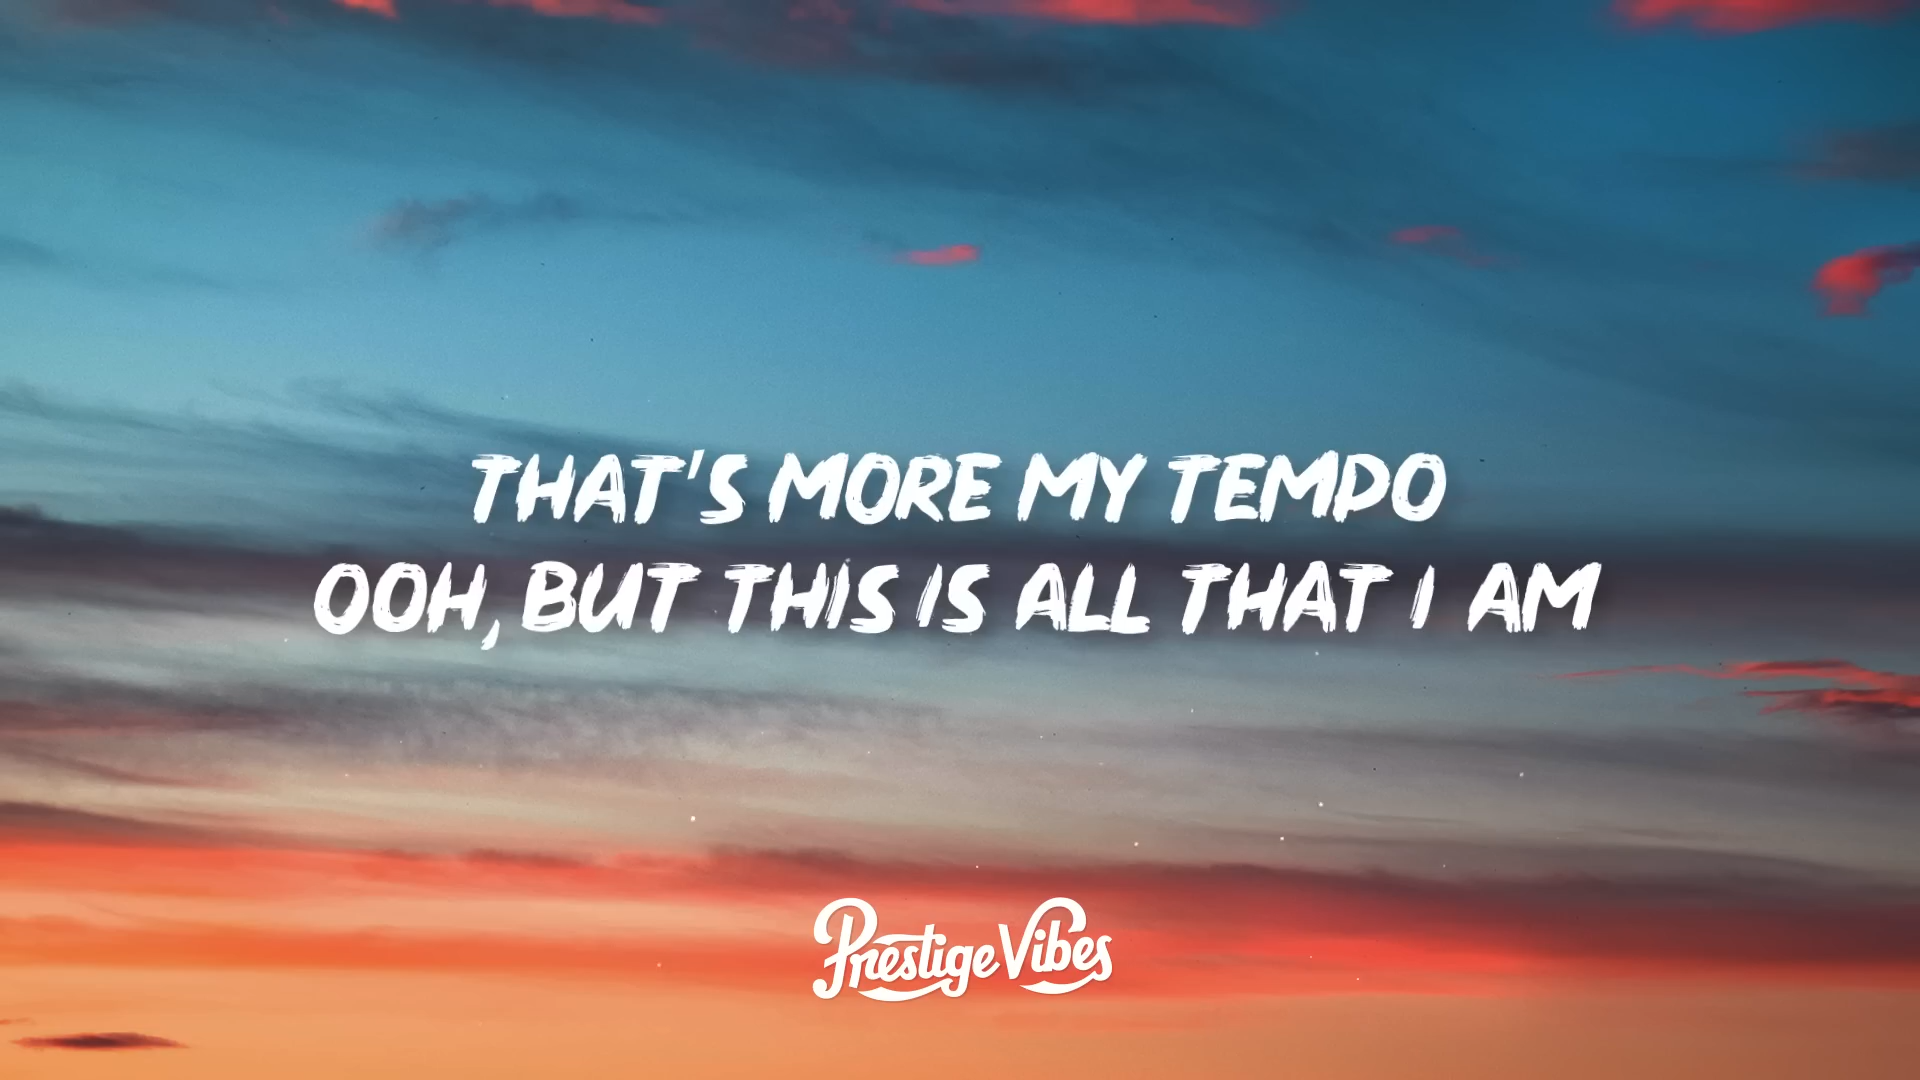 THAT'S MORE MY TEMPO
OOH, BUT THIS IS ALL THAT I AM
Prestige Vibes